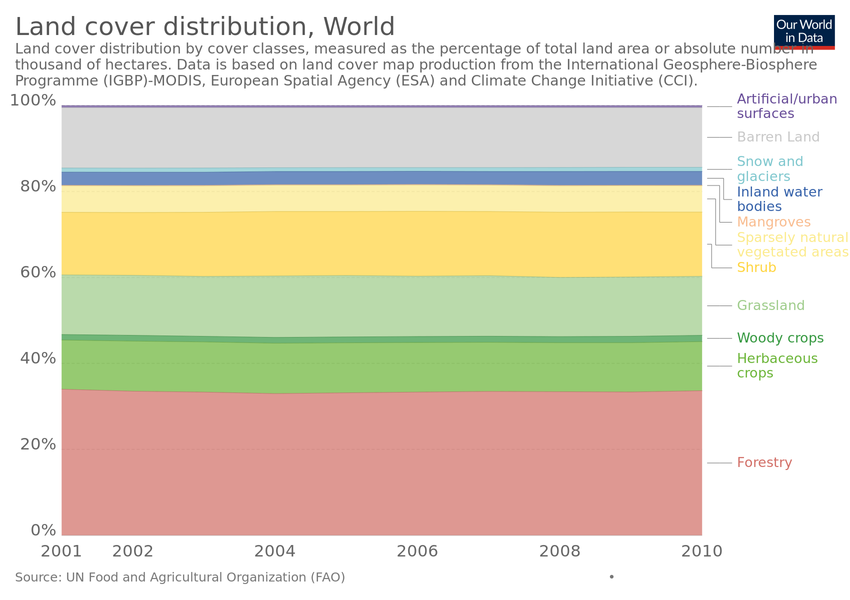 Land cover distribution, World
Our World
in Data
Land cover distribution by cover classes, measured as the percentage of total land area or absolute number in
thousand of hectares. Data is based on land cover map production from the International Geosphere-Biosphere
Programme (IGBP)-MODIS, European Spatial Agency (ESA) and Climate Change Initiative (CCI).
100%
80%
60%
40%
20%
0%
Artificial/urban
surfaces
Barren Land
Snow and
glaciers
Inland water
bodies
Mangroves
Sparsely natural
vegetated areas
Shrub
Grassland
Woody crops
Herbaceous
crops
Forestry
2001
2002
2004
2006
2008
2010
Source: UN Food and Agricultural Organization (FAO)
•